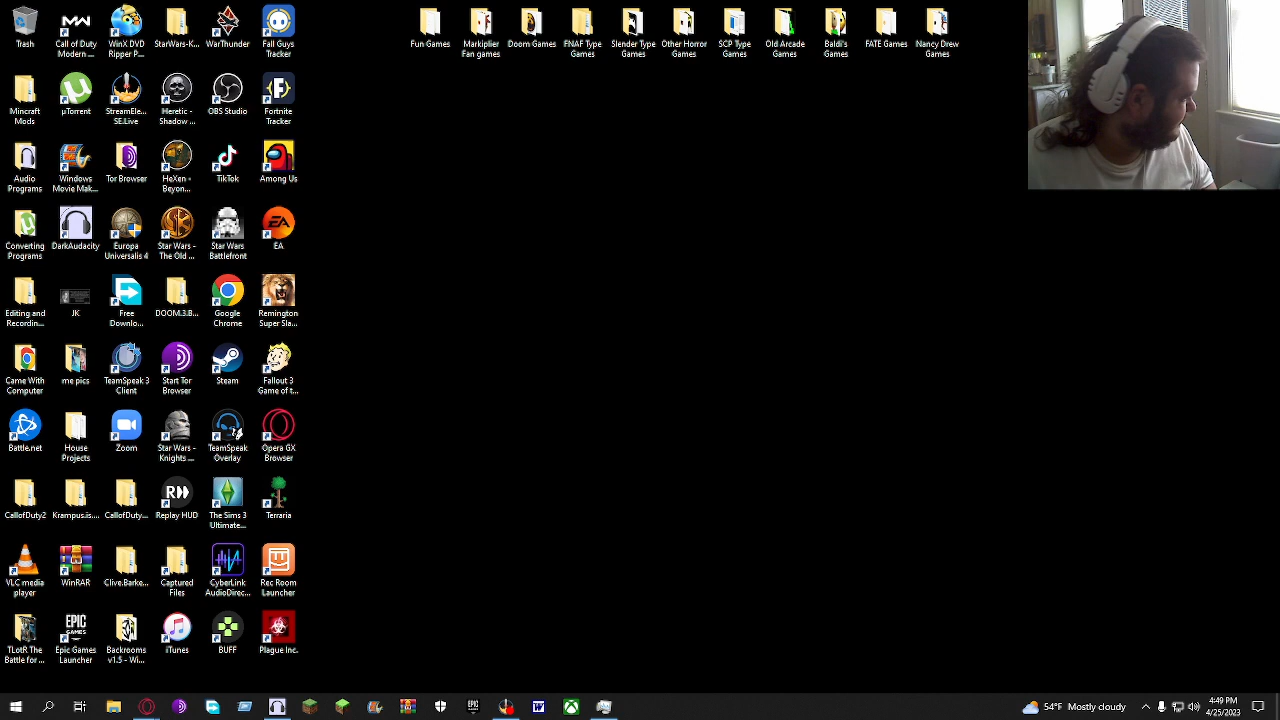 Trash
Call of Duty
Modern ...
WinX DVD
Ripper P...
StarWars-K...
WarThunder
Fall Guys
Tracker
Fun Games
Markiplier
Fan games
Doom Games
FNAF Type
Games
Slender Type
Games
Other Horror
Games
SCP Type
Games
Old Arcade
Games
Baldi's
Games
FATE Games
Nancy Drew
Games
Mincraft
Mods
µTorrent
StreamEle...
SE.Live
Heretic -
Shadow ...
OBS Studio
Fortnite
Tracker
Audio
Programs
Windows
Movie Mak...
Tor Browser
HeXen -
Beyon...
TikTok
Among Us
Converting
Programs
DarkAudacity
Europa
Universalis 4
Star Wars -
The Old ...
Star Wars
Battlefront
EA
Editing and
Recordin...
JK
Free
Downlo...
DOOM.3.B...
Google
Chrome
Remington
Super Sla...
Came With
Computer
me pics
TeamSpeak 3
Client
Start Tor
Browser
Steam
Fallout 3
Game of t...
Battle.net
House
Projects
Zoom
Star Wars -
Knights ...
TeamSpeak
Overlay
Opera GX
Browser
CallofDuty2
Krampus.is....
CallofDuty...
Replay HUD
The Sims 3
Ultimate...
Terraria
VLC media
player
WinRAR
Clive.Barke...
Captured
Files
CyberLink
AudioDirec...
Rec Room
Launcher
TLotR The
Battle for ...
Epic Games
Launcher
Backrooms
v1.5 - Wi...
iTunes
BUFF
Plague Inc.
54°F Mostly cloudy
4:49 PM
4/25/2023